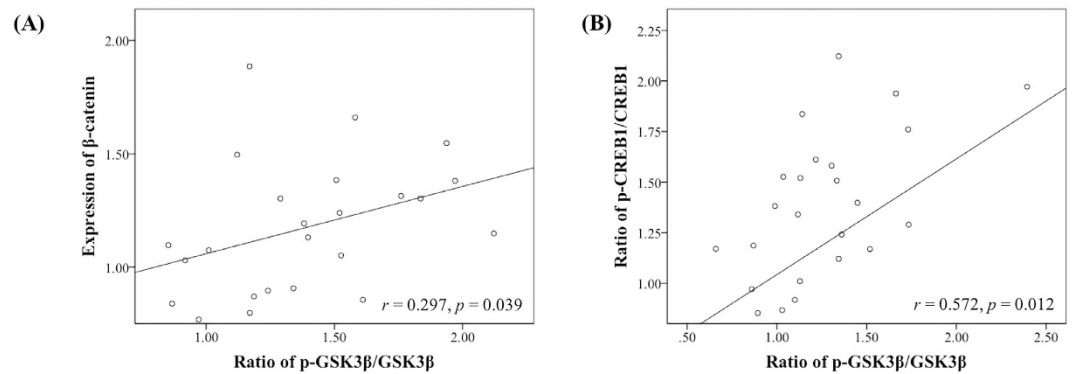 (A)
Expression of β-catenin
2.00
1.50
1.00
1.00
1.50
2.00
r = 0.297, p = 0.039
Ratio of p-GSK3β/GSK3β
(B)
Ratio of p-CREB1/CREB1
2.25
2.00
1.75
1.50
1.25
1.00
.50
1.00
1.50
2.00
2.50
r = 0.572, p = 0.012
Ratio of p-GSK3β/GSK3β